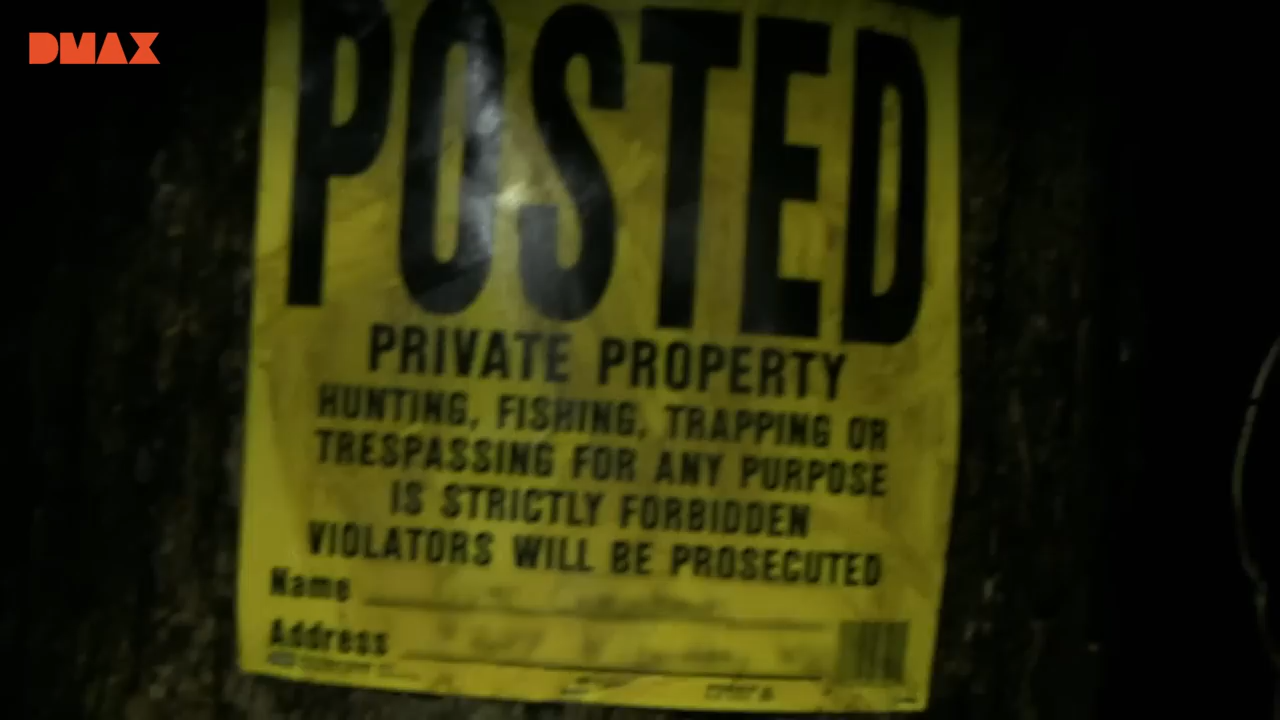 DMAX
POSTED
PRIVATE PROPERTY
HUNTING, FISHING, TRAPPING OR
TRESPASSING FOR ANY PURPOSE
IS STRICTLY FORBIDDEN
VIOLATORS WILL BE PROSECUTED
Name
Address